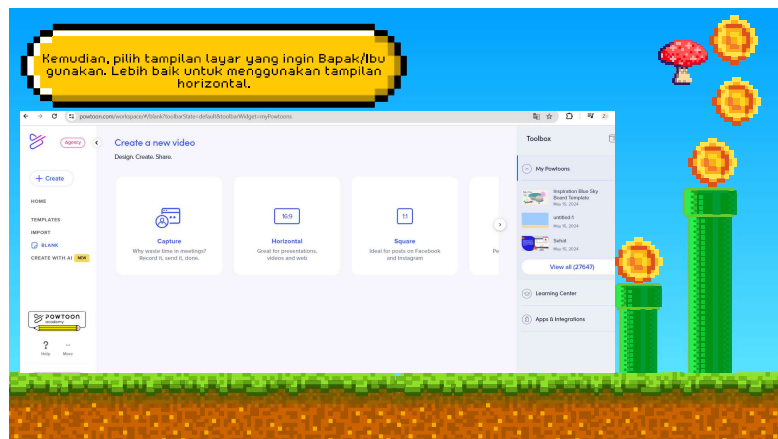 Kemudian, pilih tampilan layar yang ingin Bapak/Ibu
gunakan. Lebih baik untuk menggunakan tampilan
horizontal.
powtoon.com/workspace/#/blank?toolbarState=default&toolbarWidget=myPowtoons
Agency
+ Create
HOME
TEMPLATES
IMPORT
BLANK
CREATE WITH AI NEW
POWTOON
academy
? Help
... More
Create a new video
Design. Create. Share.
Capture
Why waste time in meetings?
Record it, send it, done.
16:9
Horizontal
Great for presentations,
videos and web
1:1
Square
Ideal for posts on Facebook
and Instagram
Pe
Toolbox
My Powtoons
Inspiration Blue Sky
Board Template
May 15, 2024
untitled-1
May 15, 2024
Sohat
May 15, 2024
View all (27647)
Learning Center
Apps & Integrations